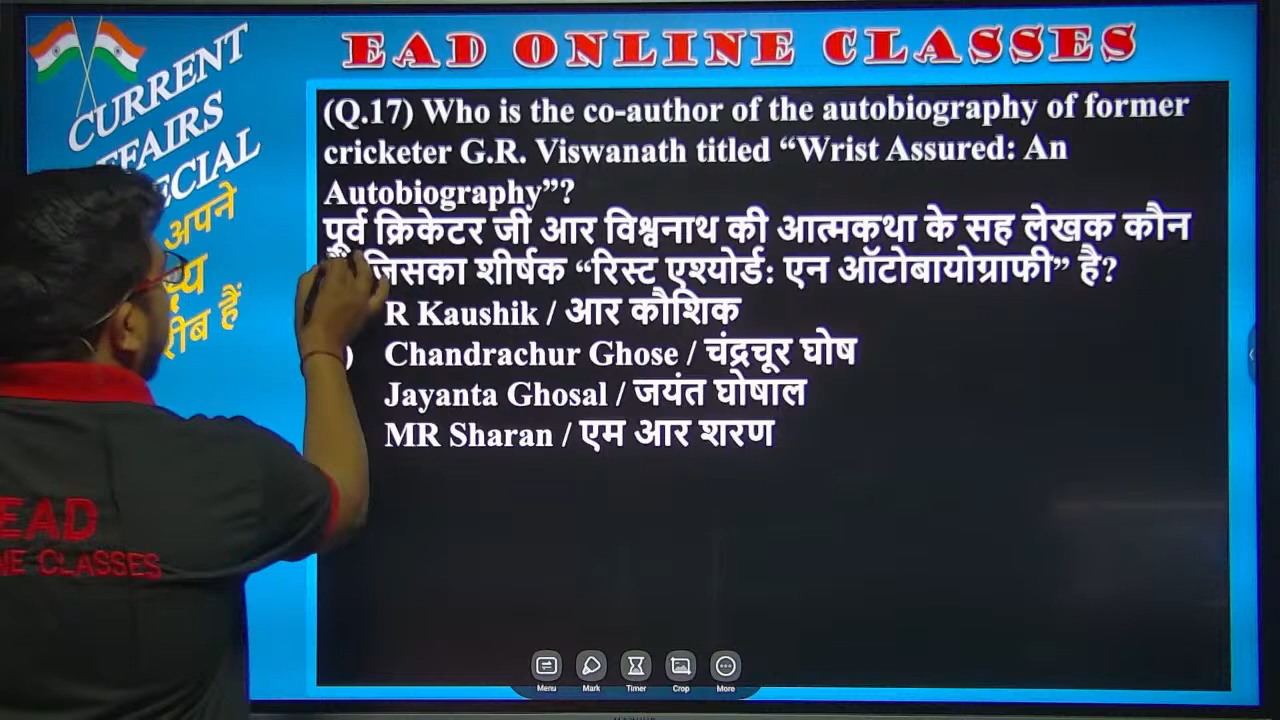 EAD ONLINE CLASSES
CURRENT
AFFAIRS
SPECIAL
अपने
रीब हैं
(Q.17) Who is the co-author of the autobiography of former
cricketer G.R. Viswanath titled “Wrist Assured: An
Autobiography”?
पूर्व क्रिकेटर जी आर विश्वनाथ की आत्मकथा के सह लेखक कौन
जिसका शीर्षक “रिस्ट एश्योर्ड: एन ऑटोबायोग्राफी” है?
R Kaushik / आर कौशिक
) Chandrachur Ghose / चंद्रचूर घोष
Jayanta Ghosal / जयंत घोषाल
MR Sharan / एम आर शरण
EAD
NE CLASSES
Menu Mark Timer Crop More